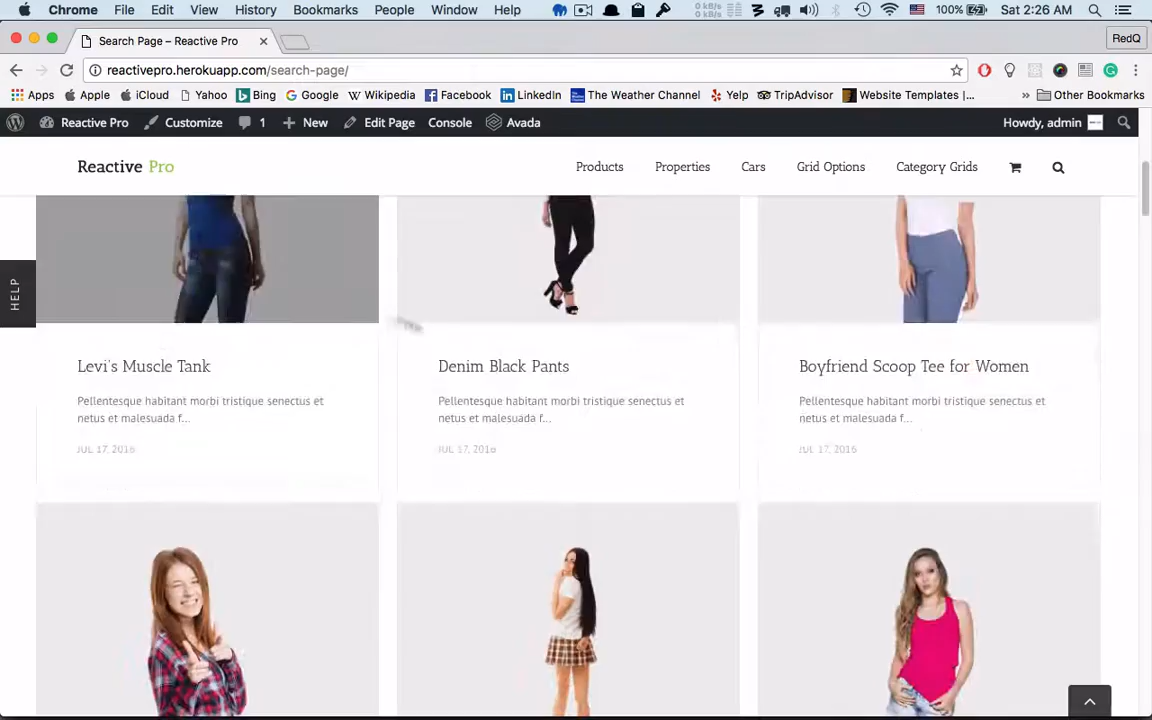 Chrome File Edit View History Bookmarks People Window Help 0 kB/s 0 kB/s 100% Sat 2:26 AM
Search Page – Reactive Pro RedQ
reactivepro.herokuapp.com/search-page/
Apps Apple iCloud Yahoo Bing Google Wikipedia Facebook LinkedIn The Weather Channel Yelp TripAdvisor Website Templates |... » Other Bookmarks
Reactive Pro Customize 1 New Edit Page Console Avada Howdy, admin
Reactive Pro Products Properties Cars Grid Options Category Grids
HELP
Levi's Muscle Tank Denim Black Pants Boyfriend Scoop Tee for Women
Pellentesque habitant morbi tristique senectus et Pellentesque habitant morbi tristique senectus et Pellentesque habitant morbi tristique senectus et
netus et malesuada f... netus et malesuada f... netus et malesuada f...
JUL 17, 2016 JUL 17, 2016 JUL 17, 2016